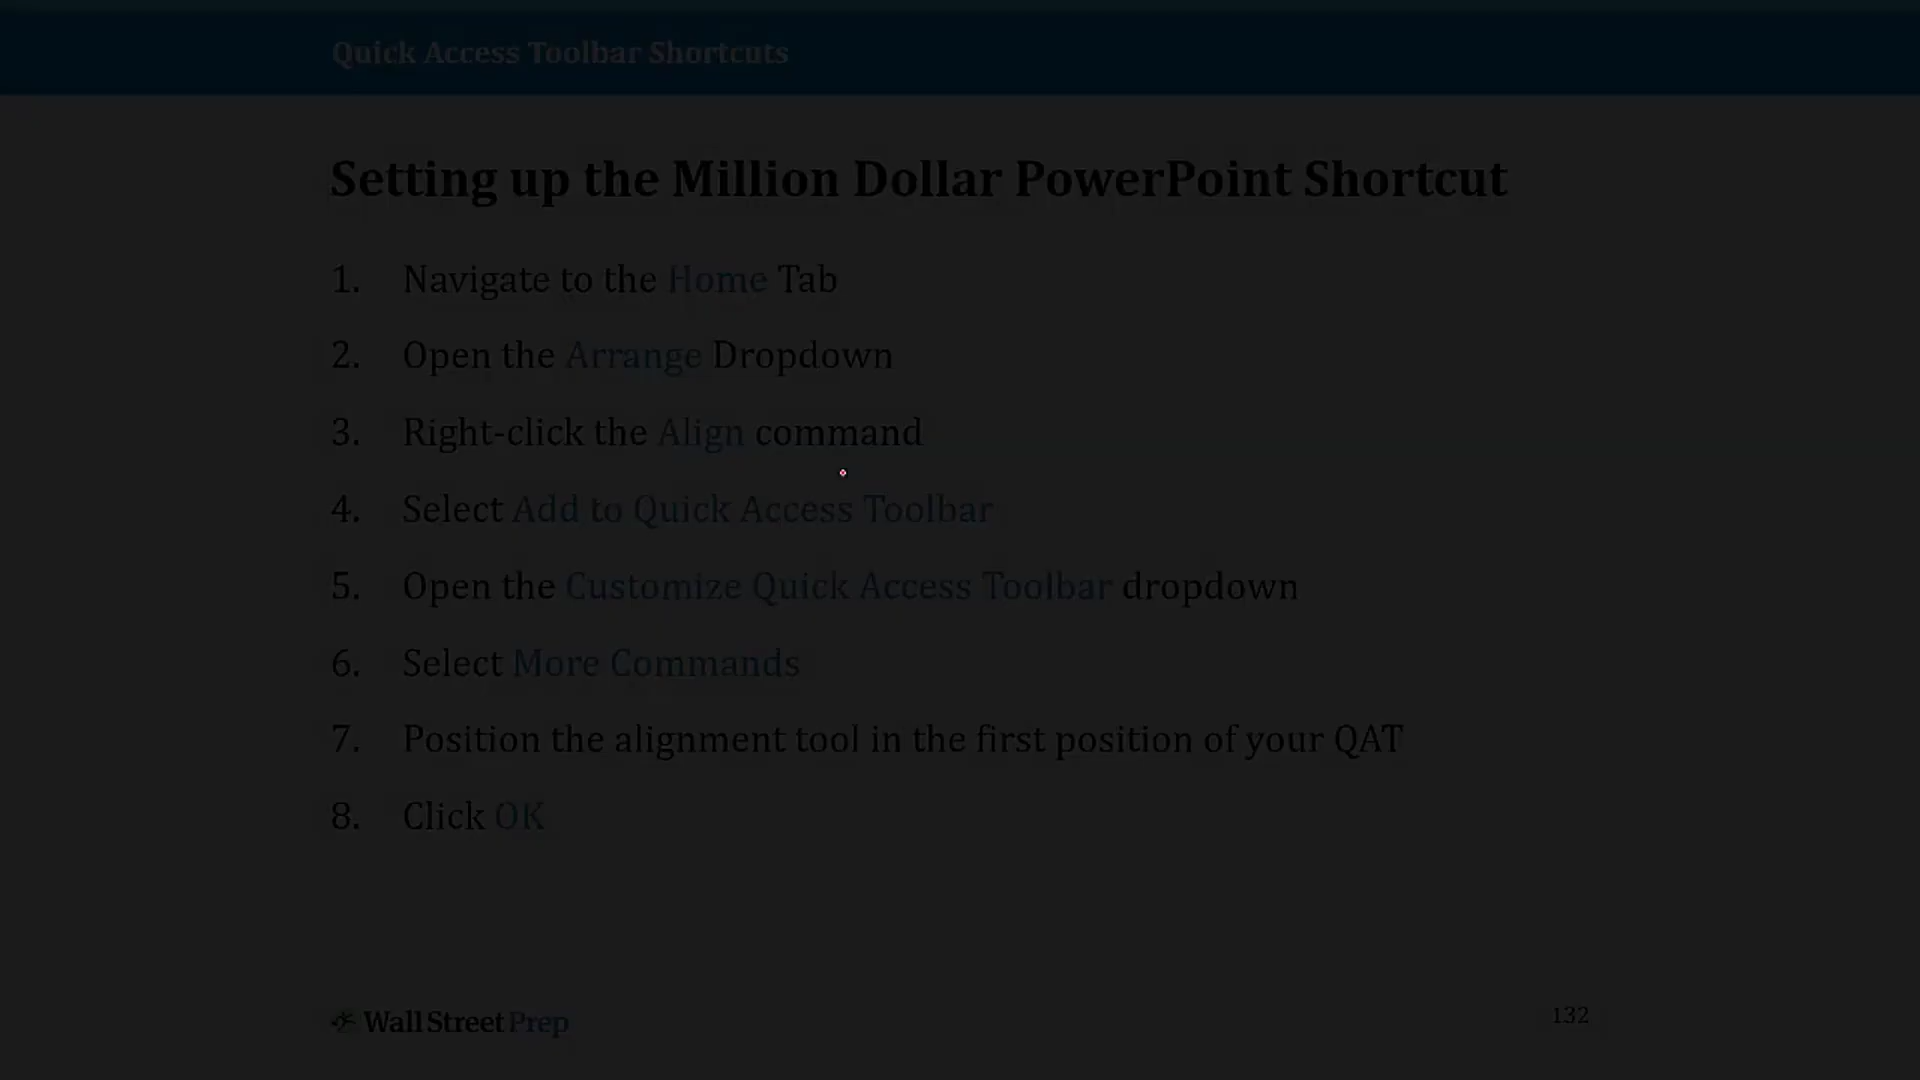 Quick Access Toolbar Shortcuts
Setting up the Million Dollar PowerPoint Shortcut
1. Navigate to the Home Tab
2. Open the Arrange Dropdown
3. Right-click the Align command
4. Select Add to Quick Access Toolbar
5. Open the Customize Quick Access Toolbar dropdown
6. Select More Commands
7. Position the alignment tool in the first position of your QAT
8. Click OK
Wall Street Prep
132